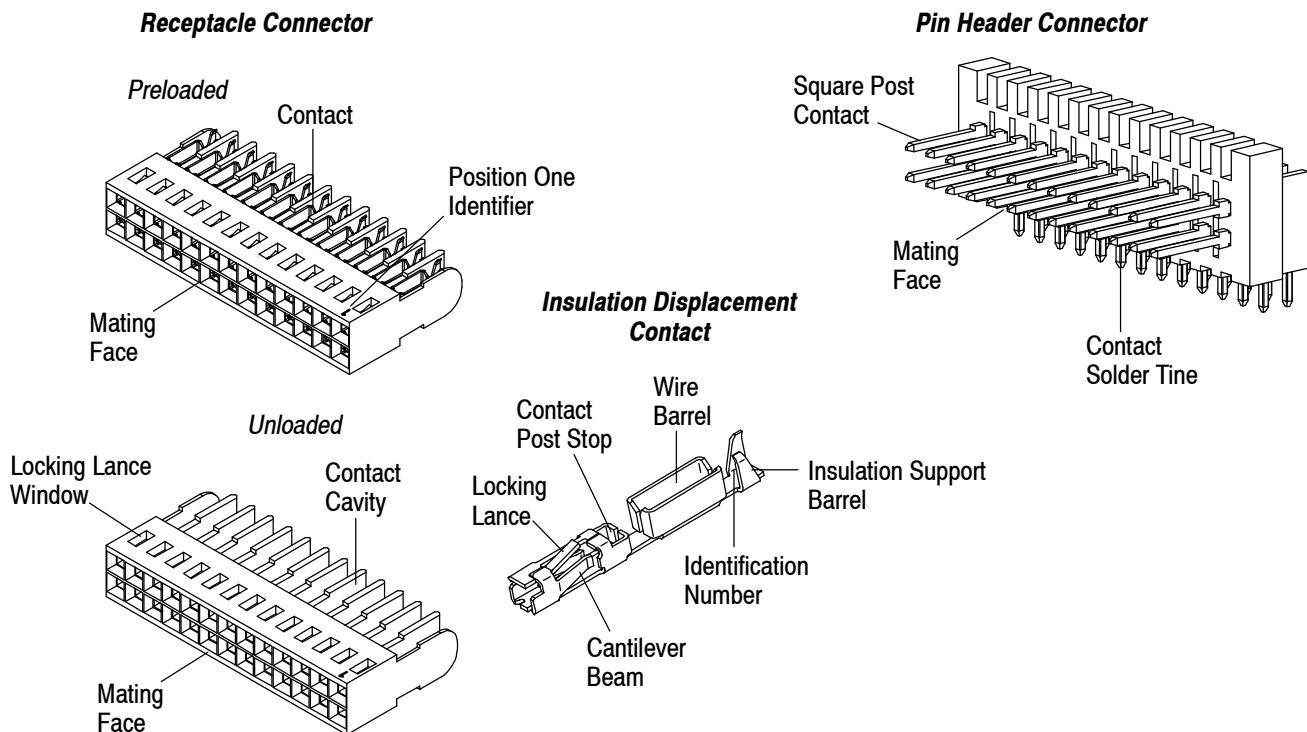 Receptacle Connector
Preloaded
Contact
Position One
Identifier
Mating
Face
Unloaded
Locking Lance
Window
Contact
Cavity
Mating
Face
Insulation Displacement
Contact
Wire
Barrel
Contact
Post Stop
Locking
Lance
Insulation Support
Barrel
Identification
Number
Cantilever
Beam
Pin Header Connector
Square Post
Contact
Mating
Face
Contact
Solder Tine